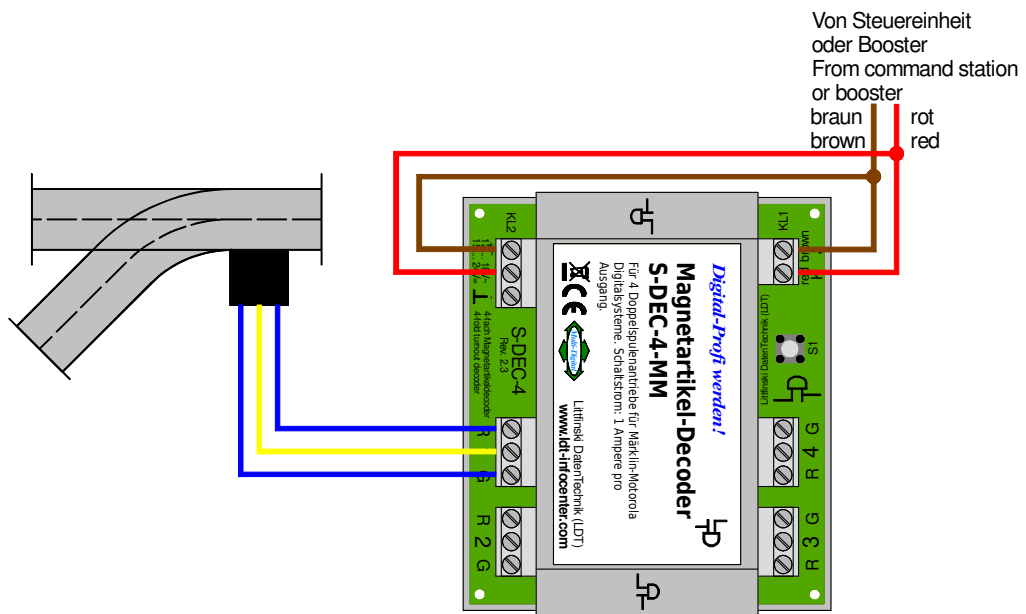 Von Steuereinheit
oder Booster
From command station
or booster
braun rot
brown red
KL2
KL1
red brown
S1
Littfinski DatenTechnik (LDT)
S-DEC-4
Rev. 2.3
4-fach Magnetartikeldecoder
4-fold turnout decoder
Digital-Profi werden!
Magnetartikel-Decoder
S-DEC-4-MM
Für 4 Doppelspulenantriebe für Märklin-Motorola
Digitalsysteme. Schaltstrom: 1 Ampere pro
Ausgang.
CE
Multi-Digital
Littfinski DatenTechnik (LDT)
www.ldt-infocenter.com
R
G
R 2 G
R 4 G
R 3 G